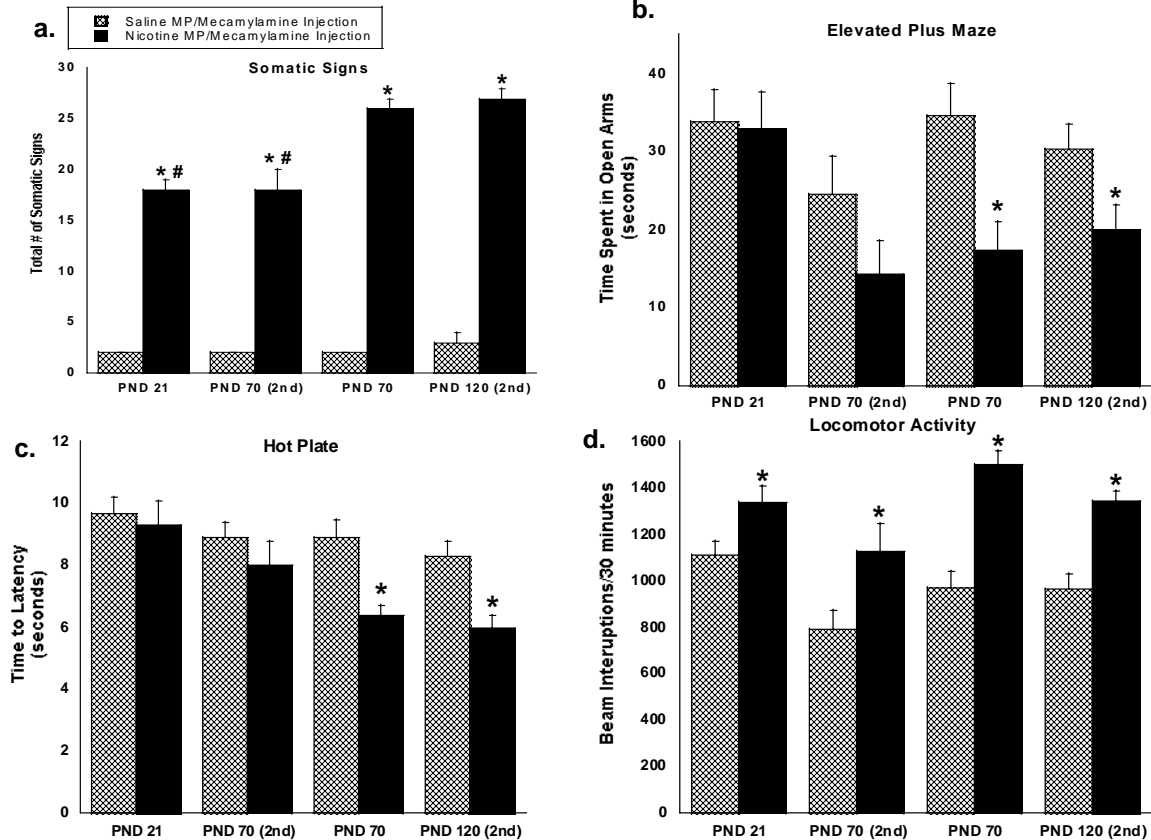 a.
Saline MP/Mecamylamine Injection
Nicotine MP/Mecamylamine Injection
Somatic Signs
Total # of Somatic Signs
30
25
20
15
10
5
0
* #
* #
*
*
PND 21
PND 70 (2nd)
PND 70
PND 120 (2nd)
b.
Elevated Plus Maze
Time Spent in Open Arms
(seconds)
40
30
20
10
0
*
*
PND 21
PND 70 (2nd)
PND 70
PND 120 (2nd)
c.
Hot Plate
Time to Latency
(seconds)
12
10
8
6
4
2
0
*
*
PND 21
PND 70 (2nd)
PND 70
PND 120 (2nd)
d.
Locomotor Activity
Beam Interuptions/30 minutes
1600
1400
1200
1000
800
600
400
200
0
*
*
*
*
PND 21
PND 70 (2nd)
PND 70
PND 120 (2nd)